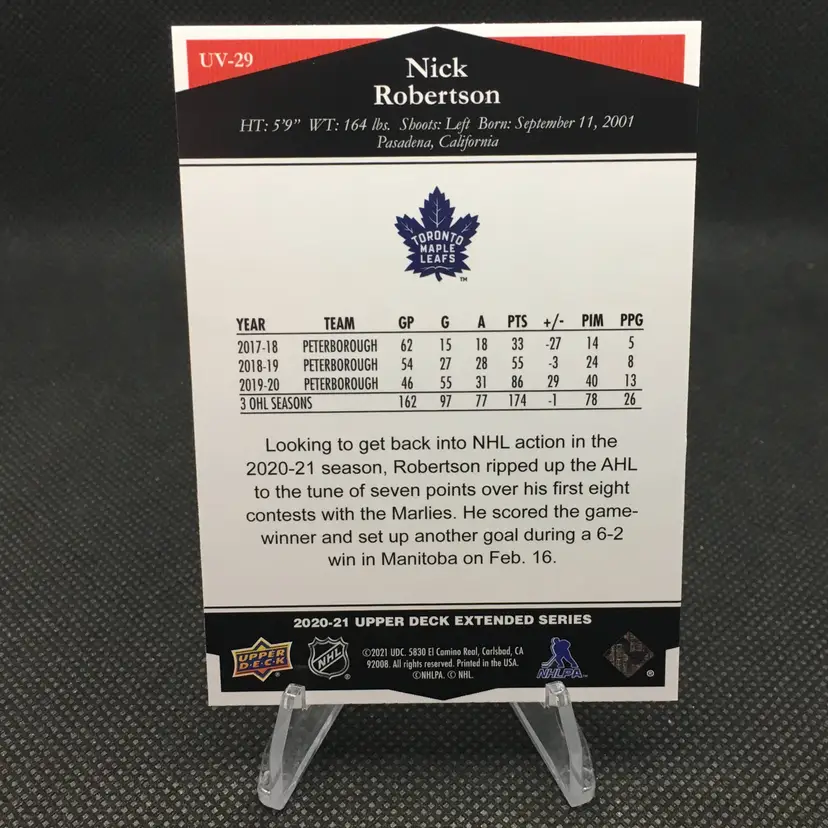 UV-29
Nick
Robertson
HT: 5'9" WT: 164 lbs. Shoots: Left Born: September 11, 2001
Pasadena, California
TORONTO
MAPLE
LEAFS
TM
YEAR TEAM GP G A PTS +/- PIM PPG
2017-18 PETERBOROUGH 62 15 18 33 -27 14 5
2018-19 PETERBOROUGH 54 27 28 55 -3 24 8
2019-20 PETERBOROUGH 46 55 31 86 29 40 13
3 OHL SEASONS 162 97 77 174 -1 78 26
Looking to get back into NHL action in the
2020-21 season, Robertson ripped up the AHL
to the tune of seven points over his first eight
contests with the Marlies. He scored the game-
winner and set up another goal during a 6-2
win in Manitoba on Feb. 16.
2020-21 UPPER DECK EXTENDED SERIES
UPPER
D·E·C·K
NHL
©2021 UDC. 5830 El Camino Real, Carlsbad, CA
92008. All rights reserved. Printed in the USA.
©NHLPA. © NHL.
NHLPA
®